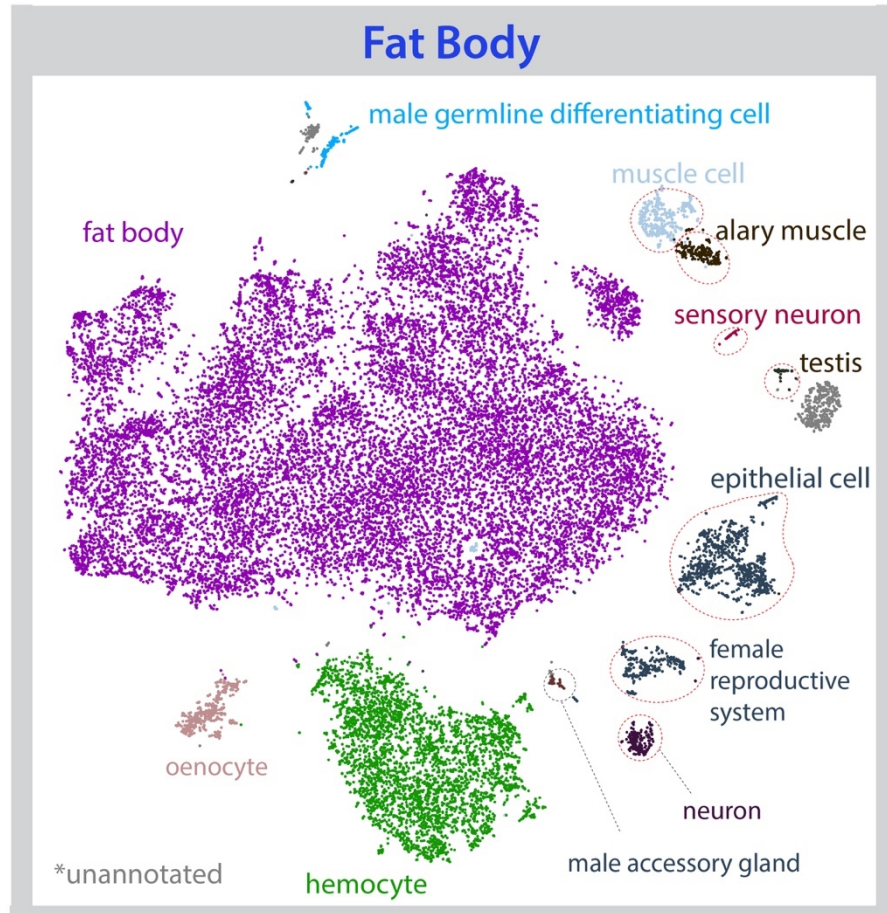 Fat Body
male germline differentiating cell
muscle cell
fat body
alary muscle
sensory neuron
testis
epithelial cell
female
reproductive
system
oenocyte
neuron
male accessory gland
*unannotated
hemocyte